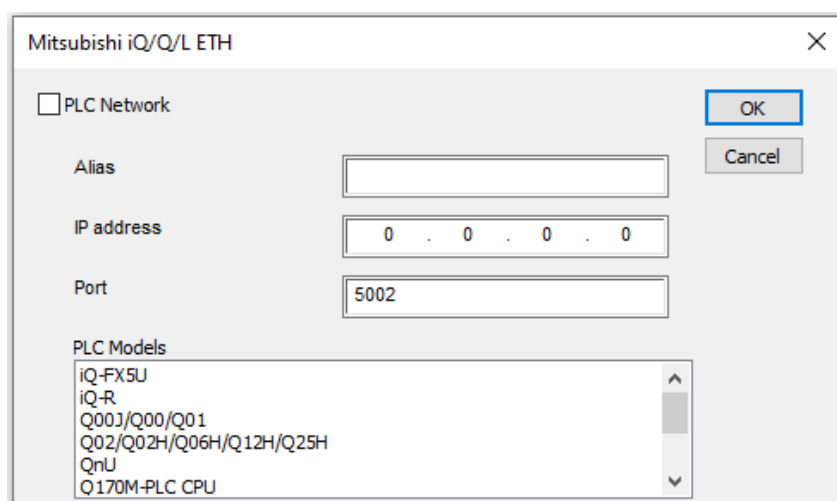 Mitsubishi iQ/Q/L ETH
PLC Network
OK
Cancel
Alias
IP address
0 . 0 . 0 . 0
Port
5002
PLC Models
iQ-FX5U
iQ-R
Q00J/Q00/Q01
Q02/Q02H/Q06H/Q12H/Q25H
QnU
Q170M-PLC CPU